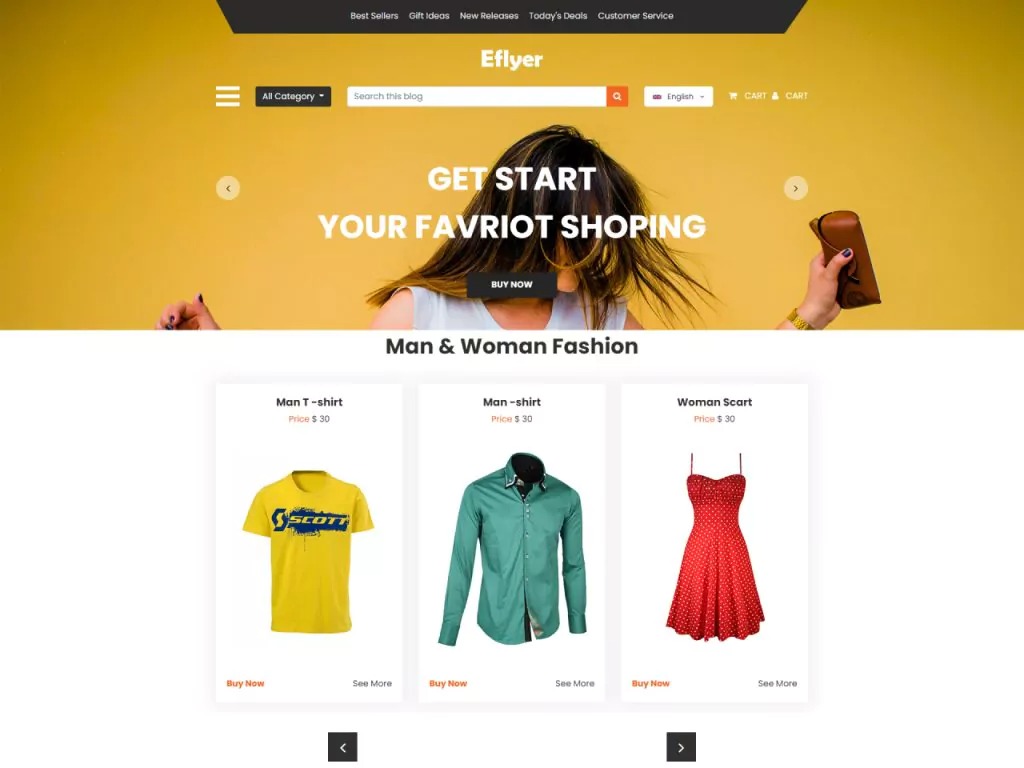 Best Sellers Gift Ideas New Releases Today's Deals Customer Service
Eflyer
All Category Search this blog English CART CART
GET START
YOUR FAVRIOT SHOPING
BUY NOW
Man & Woman Fashion
Man T -shirt Man -shirt Woman Scart
Price $ 30 Price $ 30 Price $ 30
SCOTT
Buy Now See More Buy Now See More Buy Now See More